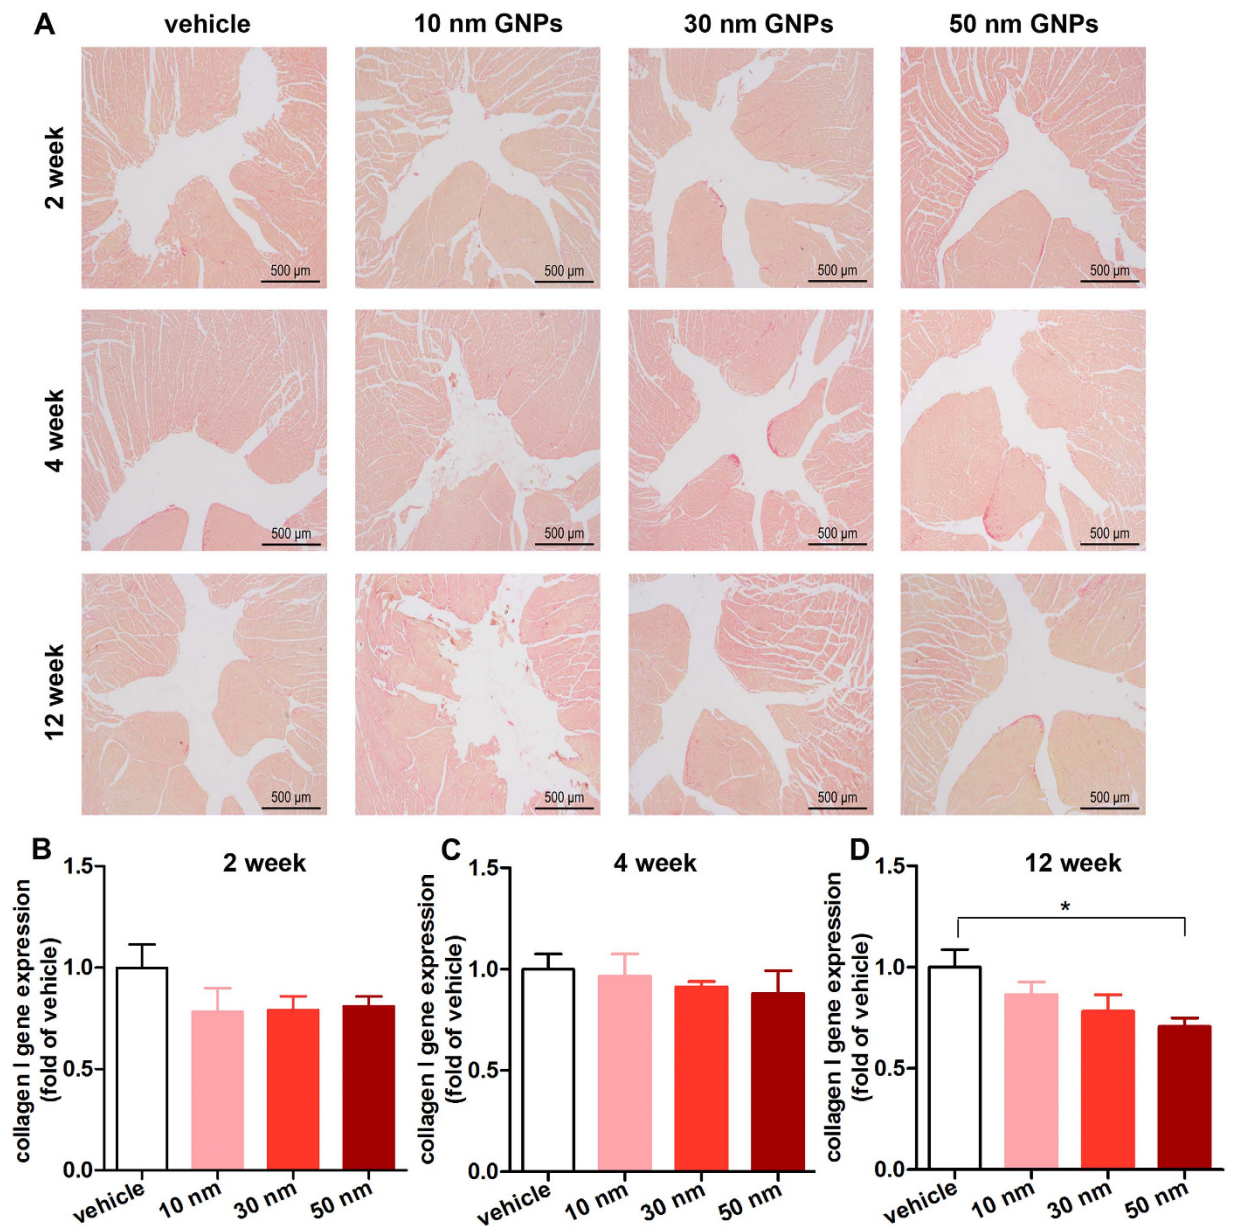 A
vehicle
10 nm GNPs
30 nm GNPs
50 nm GNPs
2 week
500 µm
500 µm
500 µm
500 µm
4 week
500 µm
500 µm
500 µm
500 µm
12 week
500 µm
500 µm
500 µm
500 µm
B
2 week
collagen I gene expression
(fold of vehicle)
1.5
1.0
0.5
0.0
vehicle
10 nm
30 nm
50 nm
C
4 week
collagen I gene expression
(fold of vehicle)
1.5
1.0
0.5
0.0
vehicle
10 nm
30 nm
50 nm
D
12 week
collagen I gene expression
(fold of vehicle)
1.5
1.0
0.5
0.0
*
vehicle
10 nm
30 nm
50 nm